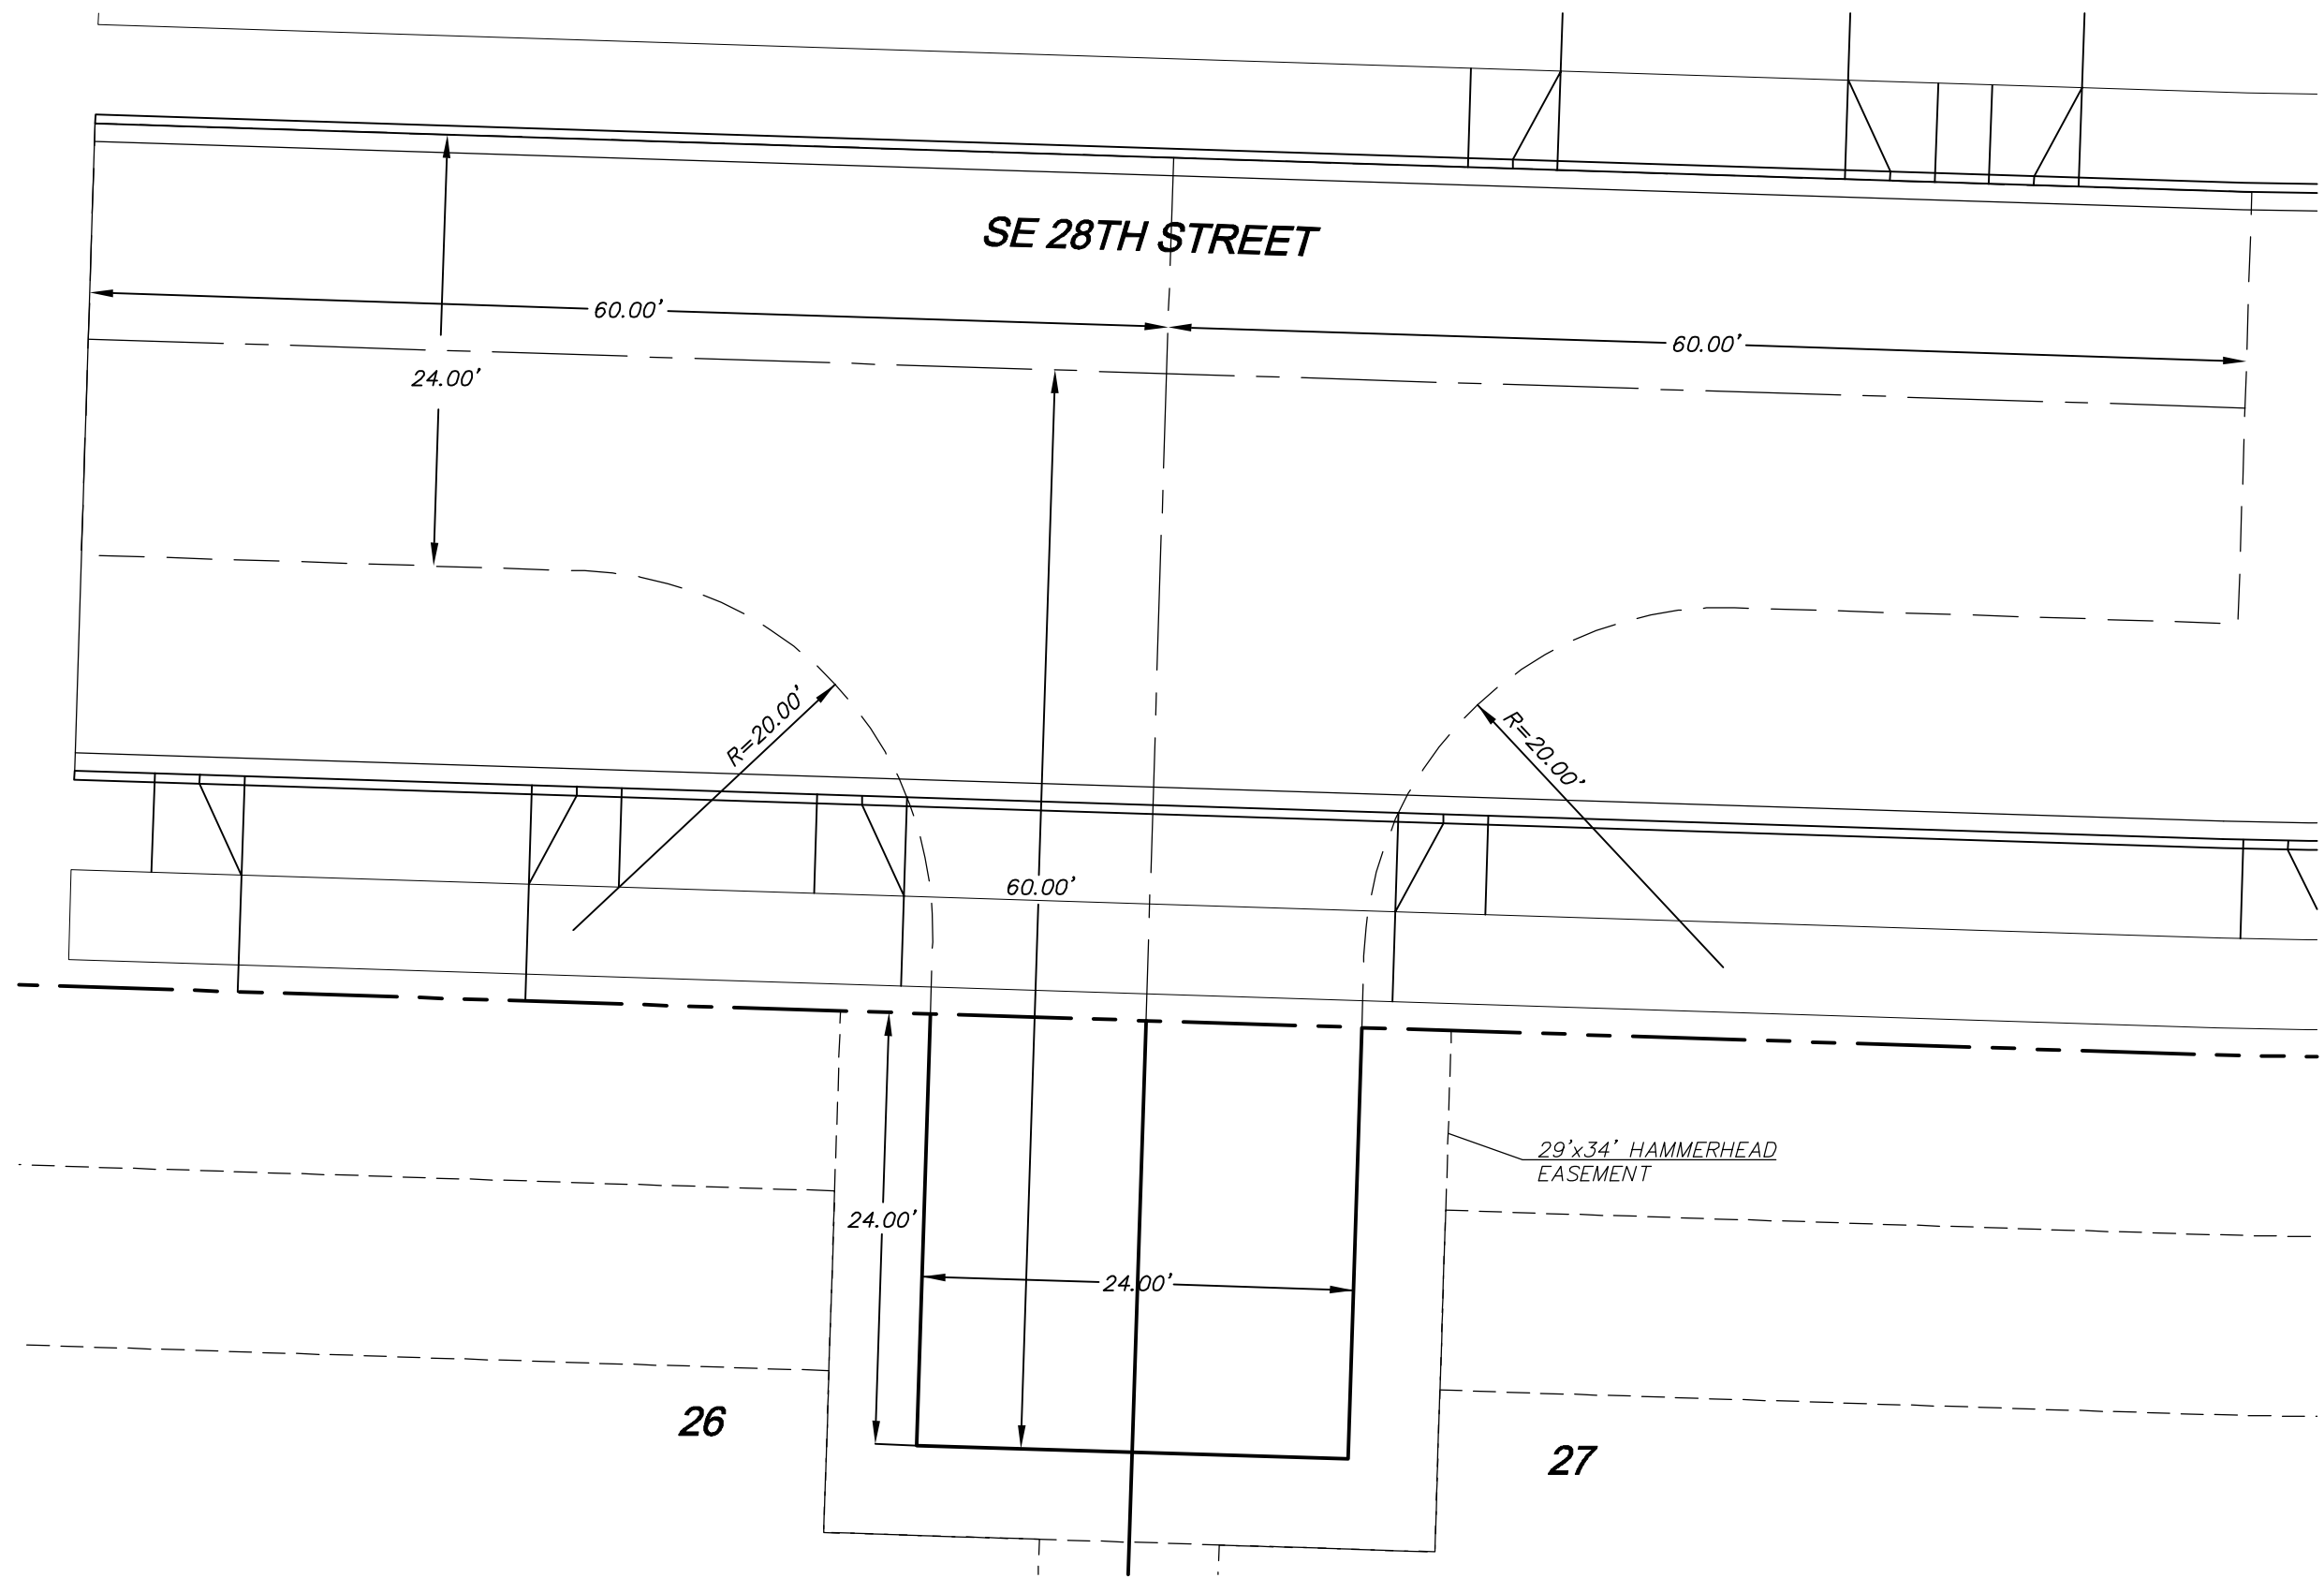 SE 28TH STREET
60.00'
60.00'
24.00'
R=20.00'
R=20.00'
60.00'
29'x34' HAMMERHEAD
EASEMENT
24.00'
24.00'
26
27